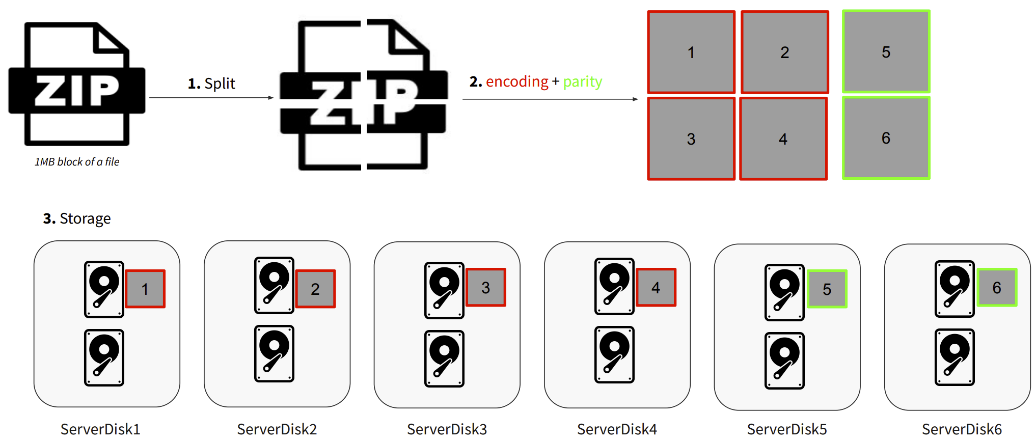 ZIP
1MB block of a file
1. Split
ZIP
2. encoding + parity
1
2
5
3
4
6
3. Storage
1
2
3
4
5
6
ServerDisk1
ServerDisk2
ServerDisk3
ServerDisk4
ServerDisk5
ServerDisk6